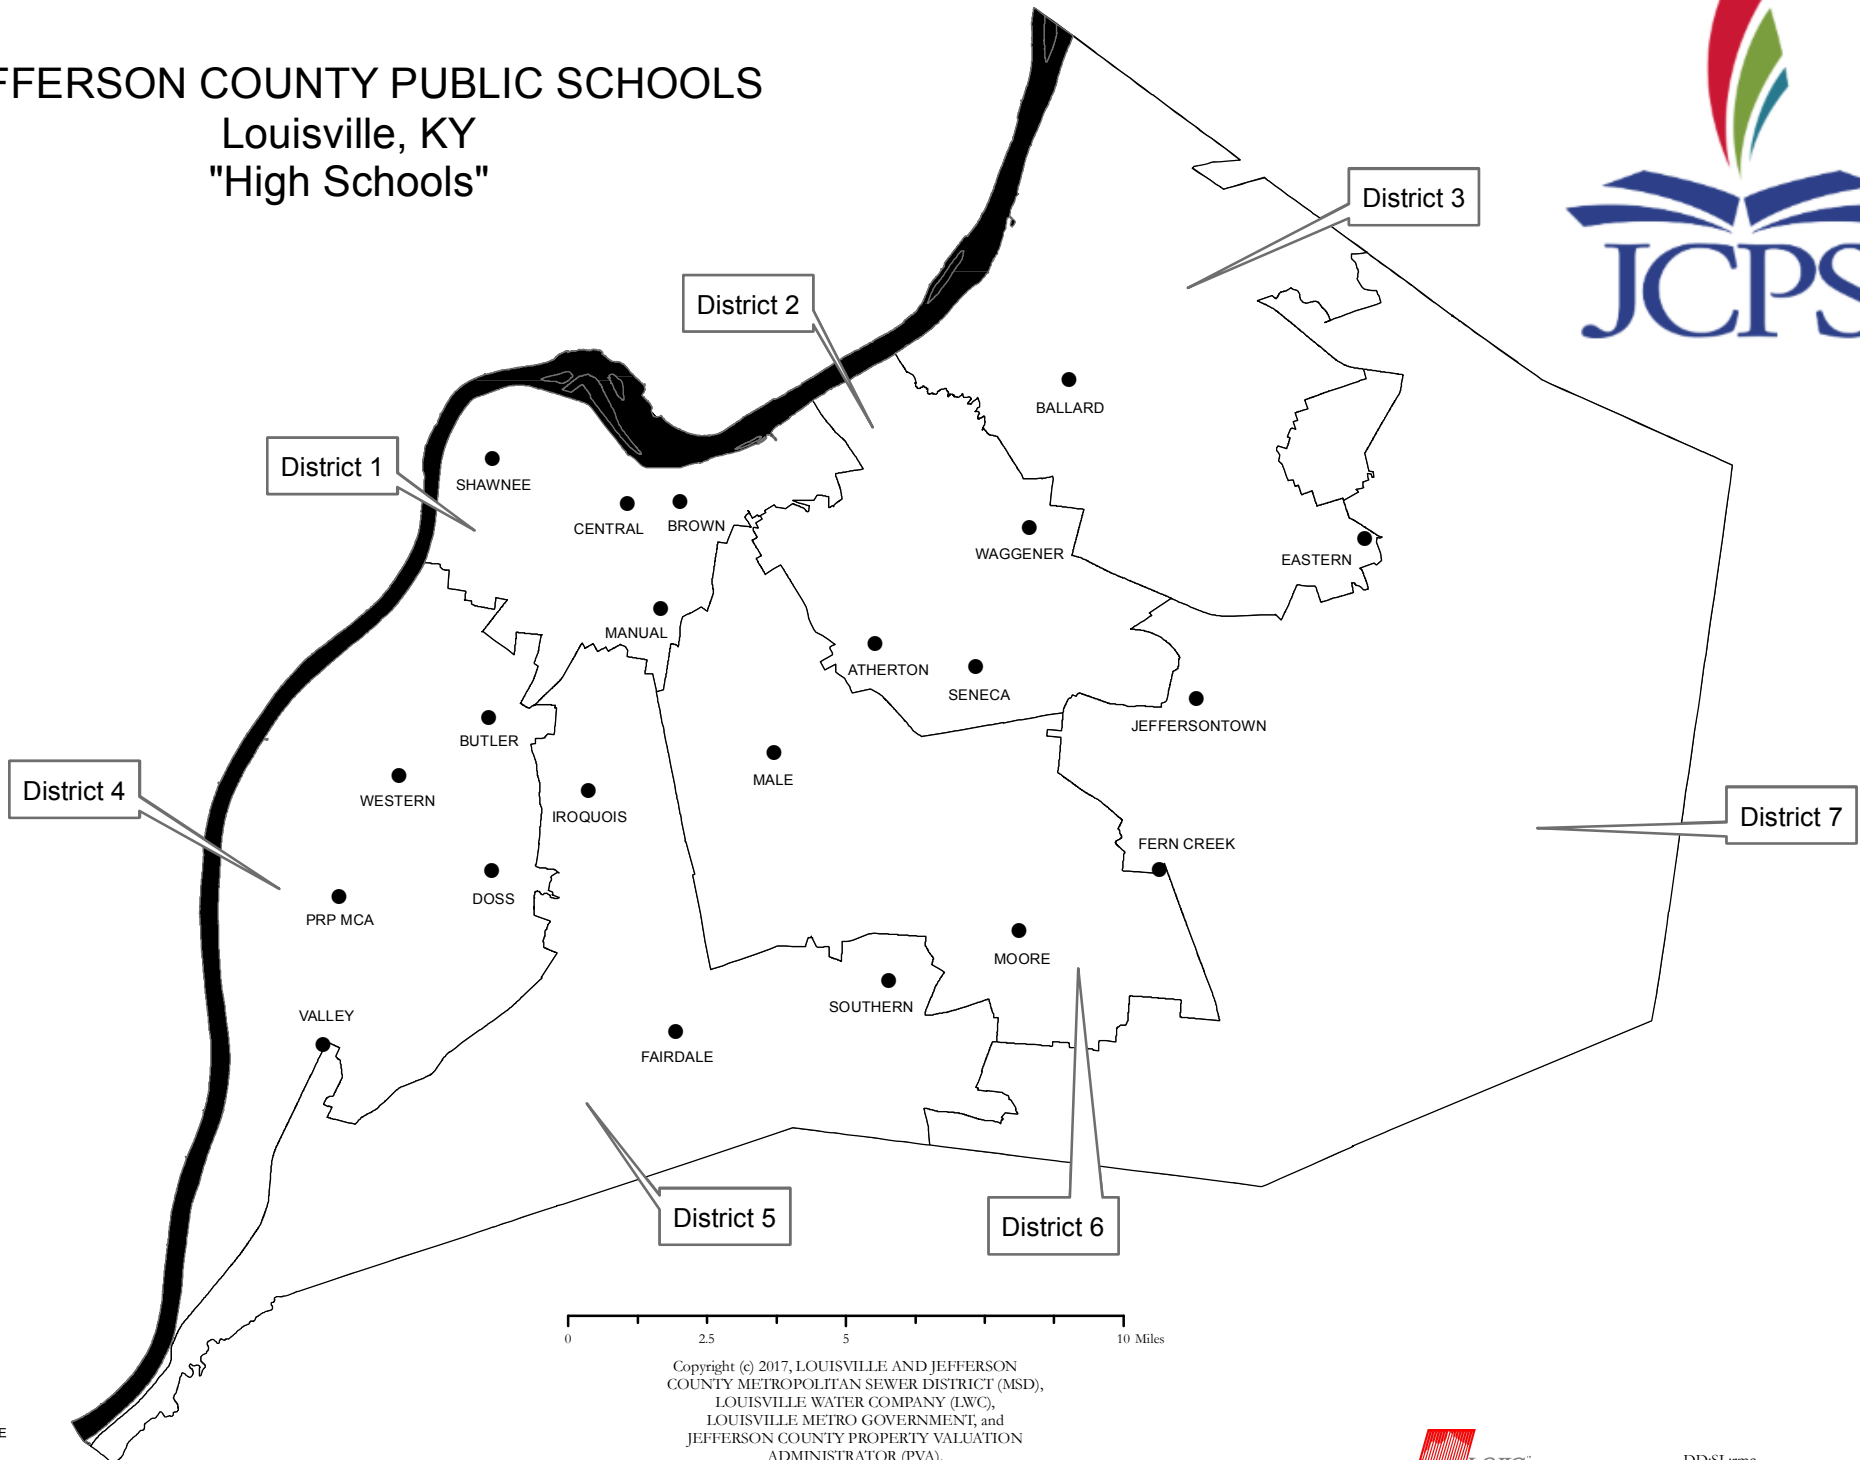 FFERSON COUNTY PUBLIC SCHOOLS
Louisville, KY
"High Schools"
JCPS
District 3
District 2
BALLARD
District 1
SHAWNEE
CENTRAL
BROWN
WAGGENER
EASTERN
MANUAL
ATHERTON
SENECA
JEFFERSONTOWN
BUTLER
MALE
District 4
WESTERN
IROQUOIS
District 7
FERN CREEK
DOSS
PRP MCA
MOORE
SOUTHERN
VALLEY
FAIRDALE
District 5
District 6
0 2.5 5 10 Miles
Copyright (c) 2017, LOUISVILLE AND JEFFERSON
COUNTY METROPOLITAN SEWER DISTRICT (MSD),
LOUISVILLE WATER COMPANY (LWC),
LOUISVILLE METRO GOVERNMENT, and
JEFFERSON COUNTY PROPERTY VALUATION
ADMINISTRATOR (PVA).
E